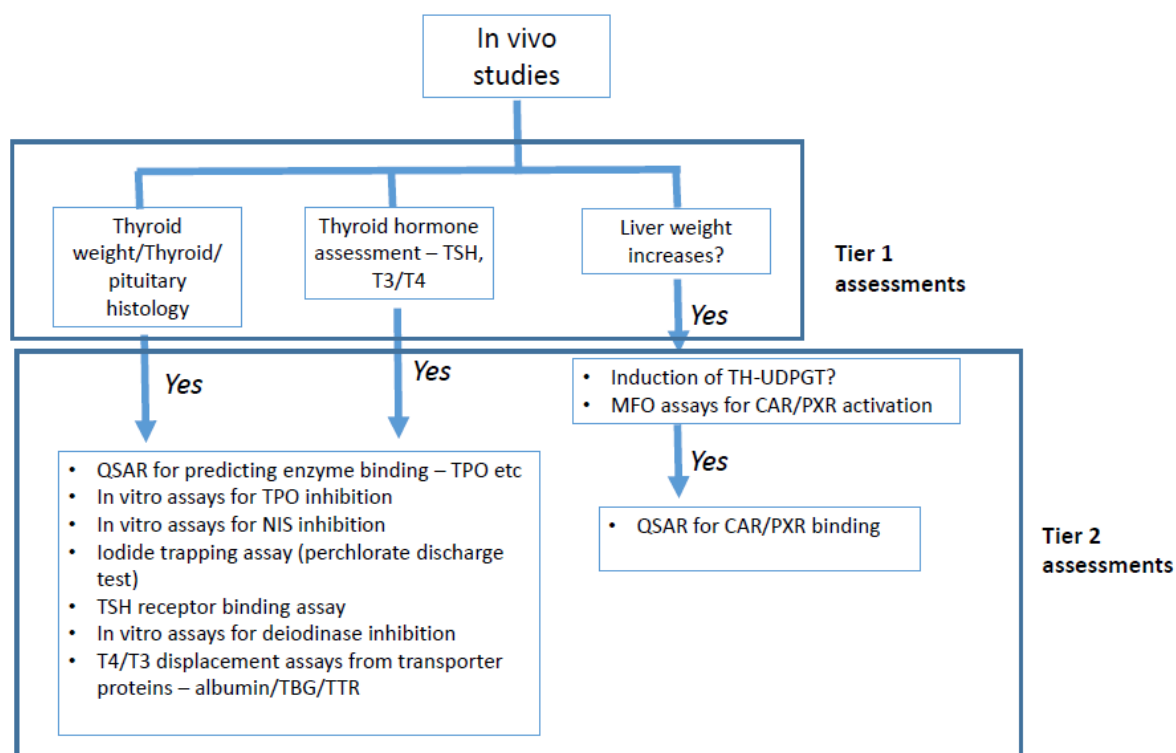 In vivo
studies
Thyroid
weight/Thyroid/
pituitary
histology
Thyroid hormone
assessment – TSH,
T3/T4
Liver weight
increases?
Tier 1
assessments
Yes
Yes
Yes
• Induction of TH-UDPGT?
• MFO assays for CAR/PXR activation
• QSAR for predicting enzyme binding – TPO etc
• In vitro assays for TPO inhibition
• In vitro assays for NIS inhibition
• Iodide trapping assay (perchlorate discharge
test)
• TSH receptor binding assay
• In vitro assays for deiodinase inhibition
• T4/T3 displacement assays from transporter
proteins – albumin/TBG/TTR
Yes
• QSAR for CAR/PXR binding
Tier 2
assessments